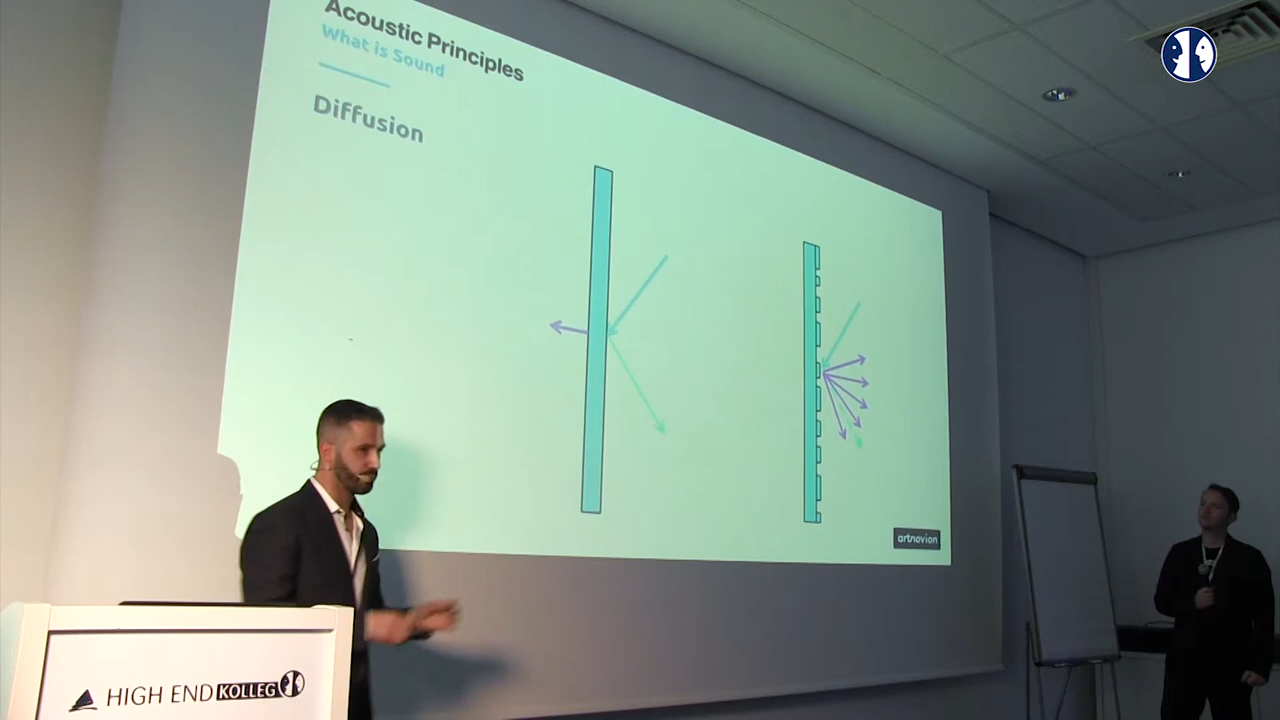 Acoustic Principles
What is Sound
Diffusion
artnovion
HIGH END KOLLEG